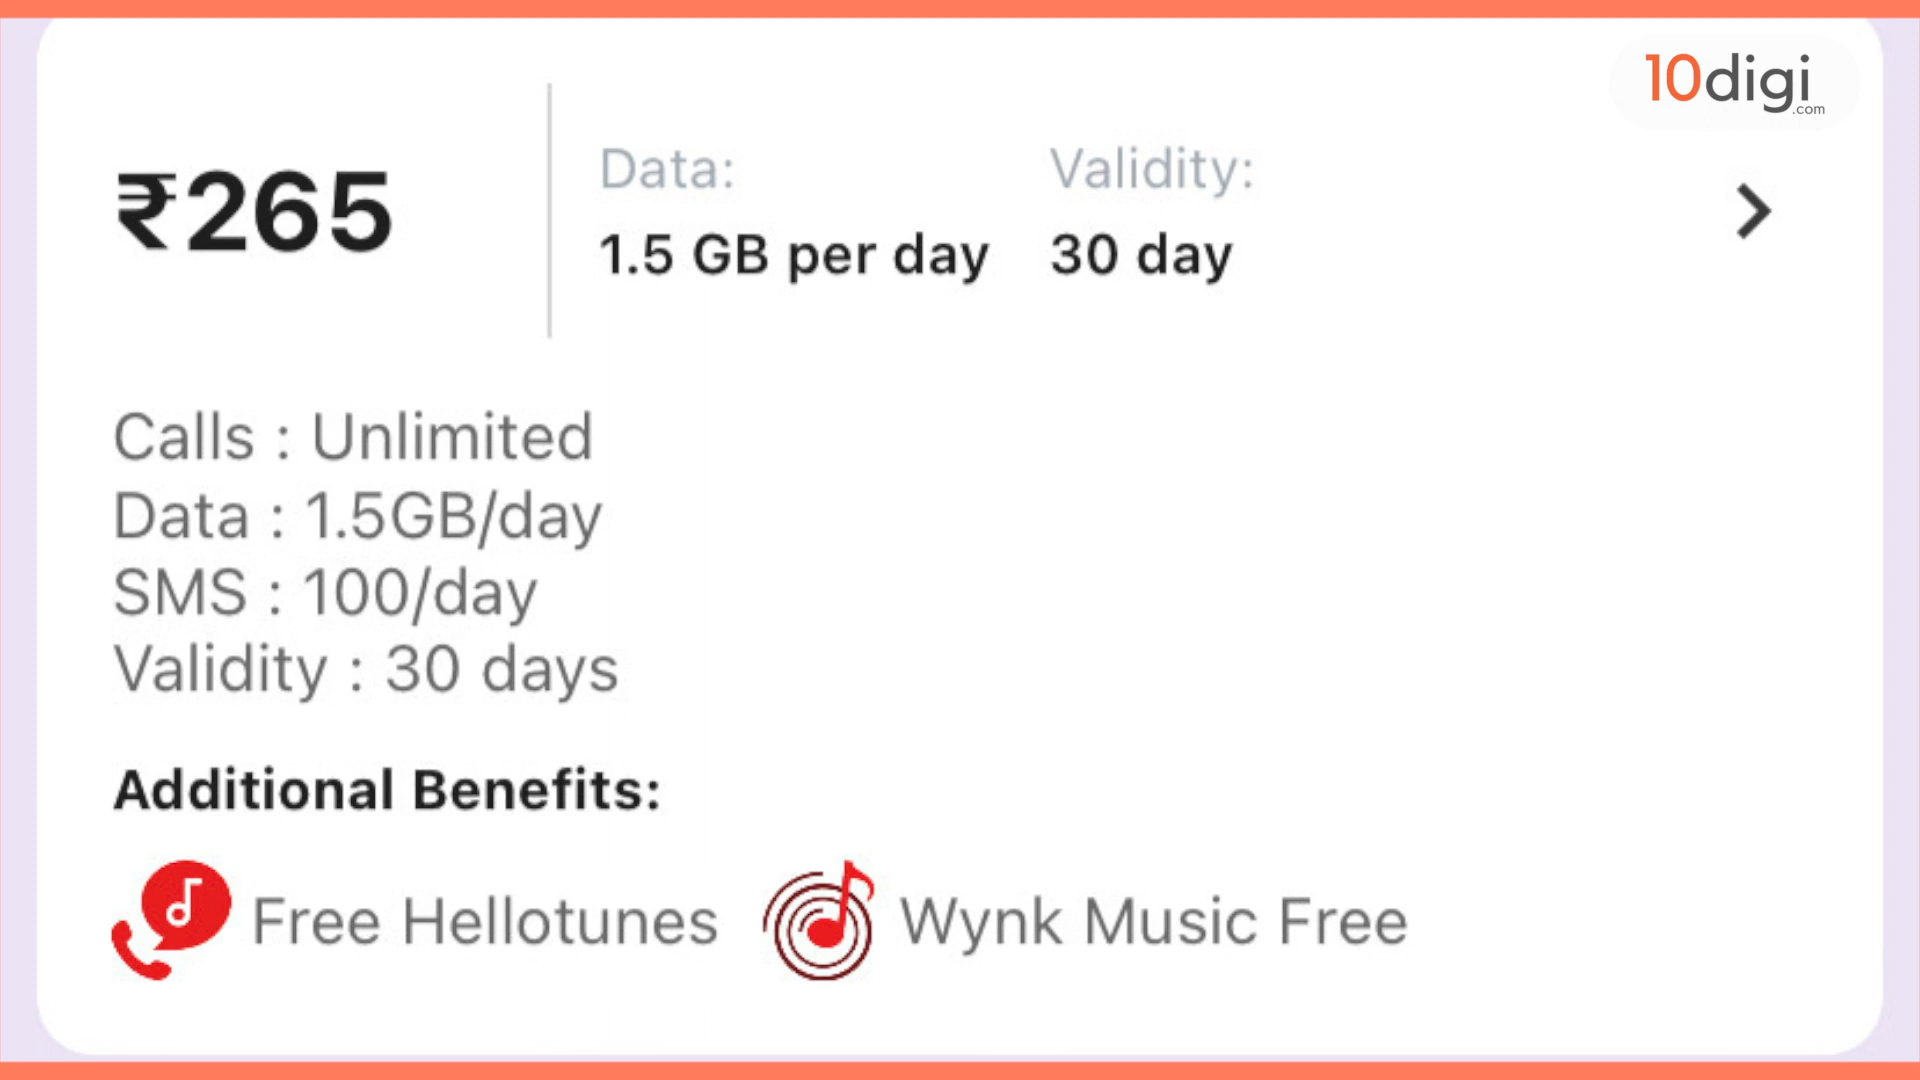 10digi
.com
₹265
Data:
1.5 GB per day
Validity:
30 day
Calls : Unlimited
Data : 1.5GB/day
SMS : 100/day
Validity : 30 days
Additional Benefits:
Free Hellotunes
Wynk Music Free